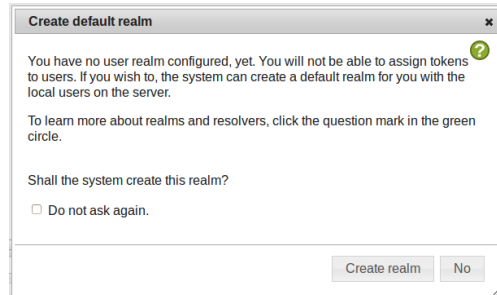 Create default realm
You have no user realm configured, yet. You will not be able to assign tokens
to users. If you wish to, the system can create a default realm for you with the
local users on the server.
To learn more about realms and resolvers, click the question mark in the green
circle.
Shall the system create this realm?
Do not ask again.
Create realm No